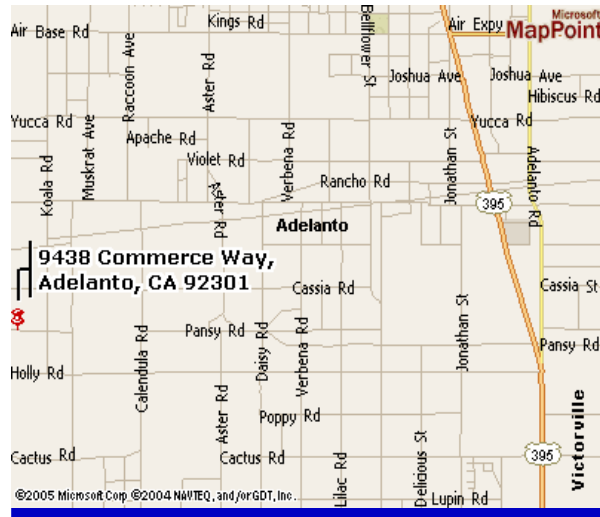 Kings Rd
Air Base Rd
Bellflower St
Air Expy
Microsoft
MapPoint
Raccoon Ave
Aster Rd
Joshua Ave
Joshua Ave
Hibiscus Rd
Yucca Rd
Muskrat Ave
Apache Rd
Verbena Rd
Jonathan St
Yucca Rd
Adelanto Rd
Koala Rd
Violet Rd
Rancho Rd
Aster Rd
395
Adelanto
9438 Commerce Way,
Adelanto, CA 92301
Cassia Rd
Cassia St
Calendula Rd
Pansy Rd
Daisy Rd
Verbena Rd
Jonathan St
Pansy Rd
Holly Rd
Aster Rd
Poppy Rd
Victorville
Cactus Rd
Cactus Rd
Lilac Rd
Delicious St
395
Lupin Rd
©2005 Microsoft Corp ©2004 NAVTEQ, and/or GDT, Inc.